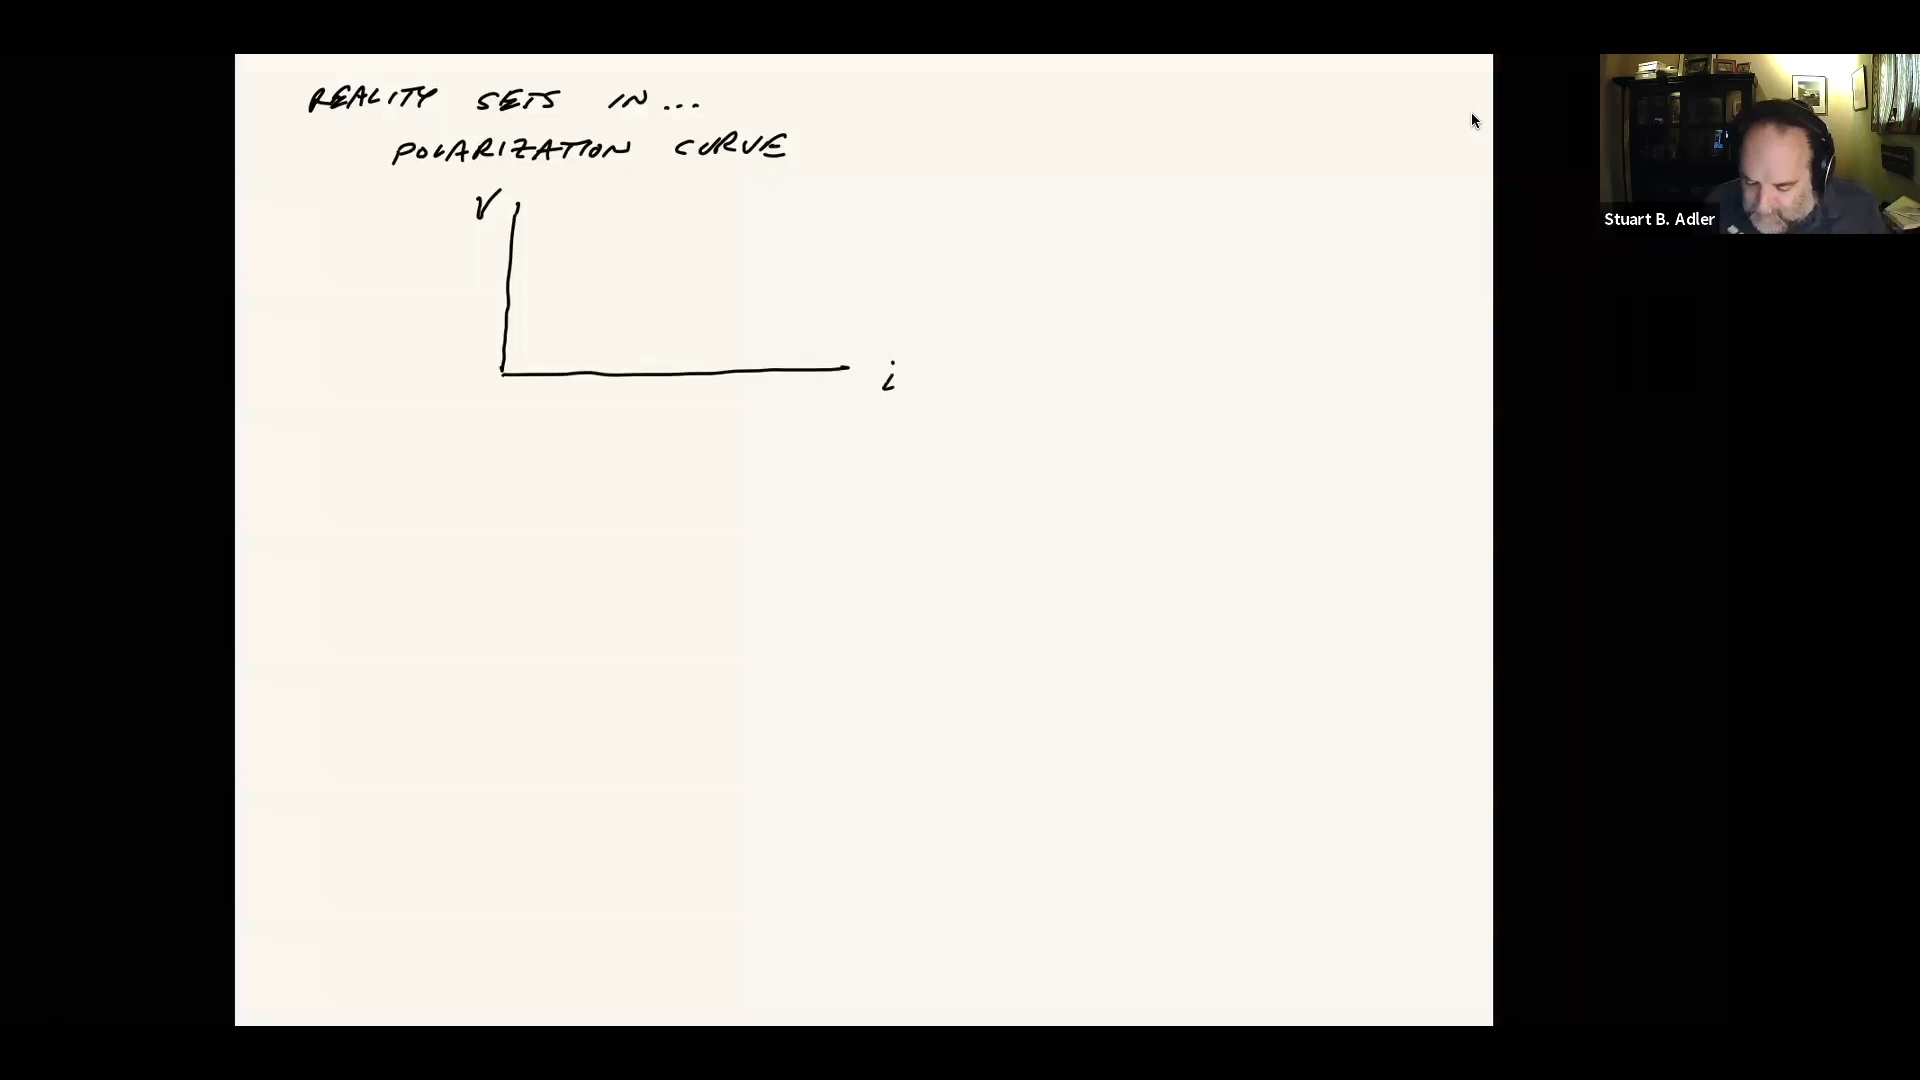 REALITY SETS IN...
POLARIZATION CURVE
V
i
Stuart B. Adler